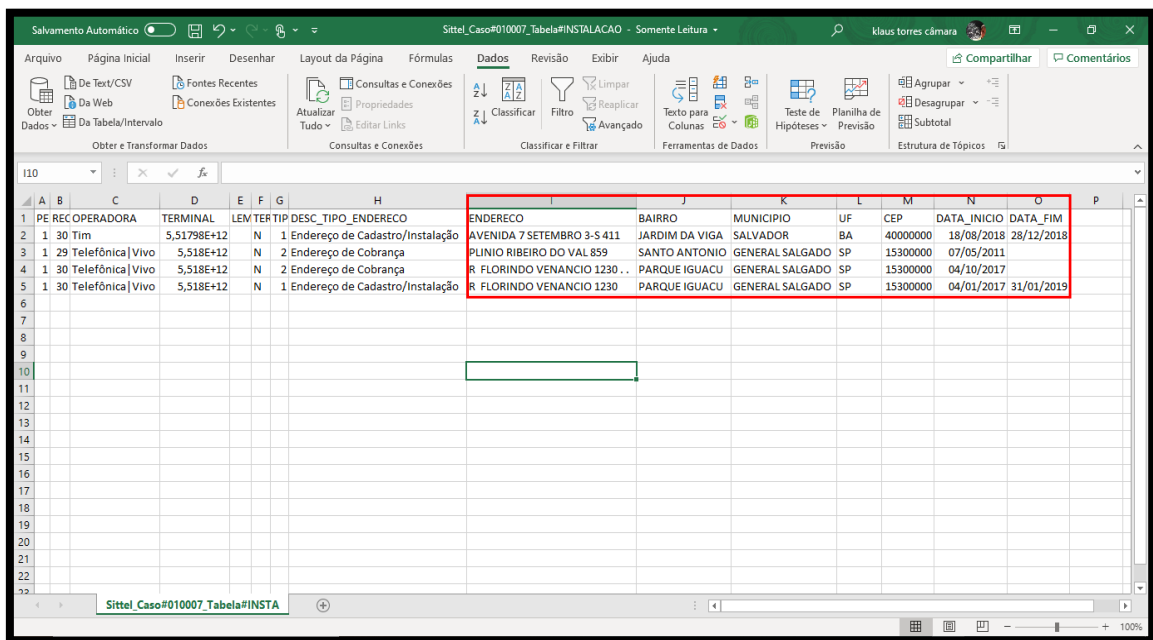 Salvamento Automático Sittel_Caso#010007_Tabela#INSTALACAO - Somente Leitura klaus torres câmara
Arquivo Página Inicial Inserir Desenhar Layout da Página Fórmulas Dados Revisão Exibir Ajuda Compartilhar Comentários
Obter Dados De Text/CSV Da Web Da Tabela/Intervalo Fontes Recentes Conexões Existentes
Atualizar Tudo Consultas e Conexões Propriedades Editar Links
Classificar Filtro Limpar Reaplicar Avançado
Texto para Colunas
Teste de Hipóteses Planilha de Previsão
Agrupar Desagrupar Subtotal
Obter e Transformar Dados Consultas e Conexões Classificar e Filtrar Ferramentas de Dados Previsão Estrutura de Tópicos
I10 fx
A B C D E F G H I J K L M N O P
1 PE REC OPERADORA TERMINAL LEM TER TIP DESC_TIPO_ENDERECO ENDERECO BAIRRO MUNICIPIO UF CEP DATA_INICIO DATA_FIM
2 1 30 Tim 5,51798E+12 N 1 Endereço de Cadastro/Instalação AVENIDA 7 SETEMBRO 3-S 411 JARDIM DA VIGA SALVADOR BA 40000000 18/08/2018 28/12/2018
3 1 29 Telefônica|Vivo 5,518E+12 N 2 Endereço de Cobrança PLINIO RIBEIRO DO VAL 859 SANTO ANTONIO GENERAL SALGADO SP 15300000 07/05/2011
4 1 30 Telefônica|Vivo 5,518E+12 N 2 Endereço de Cobrança R FLORINDO VENANCIO 1230 . . PARQUE IGUACU GENERAL SALGADO SP 15300000 04/10/2017
5 1 30 Telefônica|Vivo 5,518E+12 N 1 Endereço de Cadastro/Instalação R FLORINDO VENANCIO 1230 PARQUE IGUACU GENERAL SALGADO SP 15300000 04/01/2017 31/01/2019
6
7
8
9
10
11
12
13
14
15
16
17
18
19
20
21
22
23
Sittel_Caso#010007_Tabela#INSTA
100%